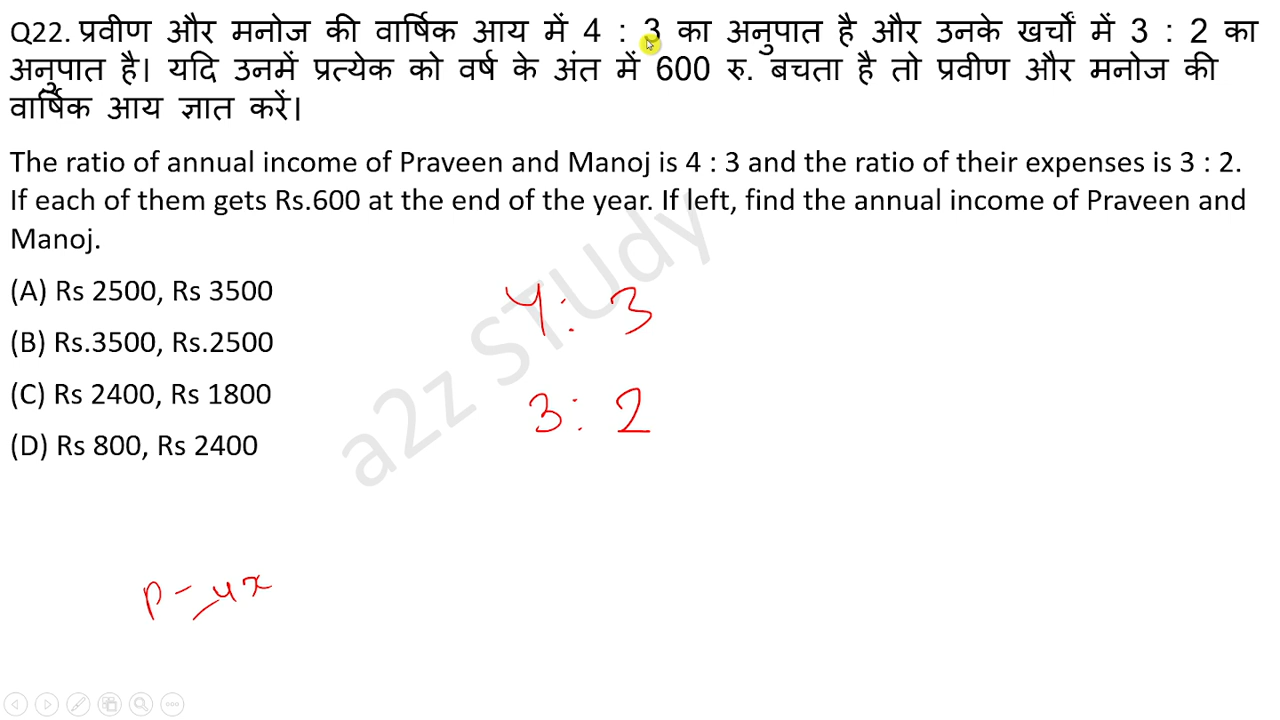 Q22. प्रवीण और मनोज की वार्षिक आय में 4 : 3 का अनुपात है और उनके खर्चों में 3 : 2 का
अनुपात है। यदि उनमें प्रत्येक को वर्ष के अंत में 600 रु. बचता है तो प्रवीण और मनोज की
वार्षिक आय ज्ञात करें।
The ratio of annual income of Praveen and Manoj is 4 : 3 and the ratio of their expenses is 3 : 2.
If each of them gets Rs.600 at the end of the year. If left, find the annual income of Praveen and
Manoj.
(A) Rs 2500, Rs 3500
(B) Rs.3500, Rs.2500
(C) Rs 2400, Rs 1800
(D) Rs 800, Rs 2400
a2z STUdy
4 : 3
3 : 2
P - 4x